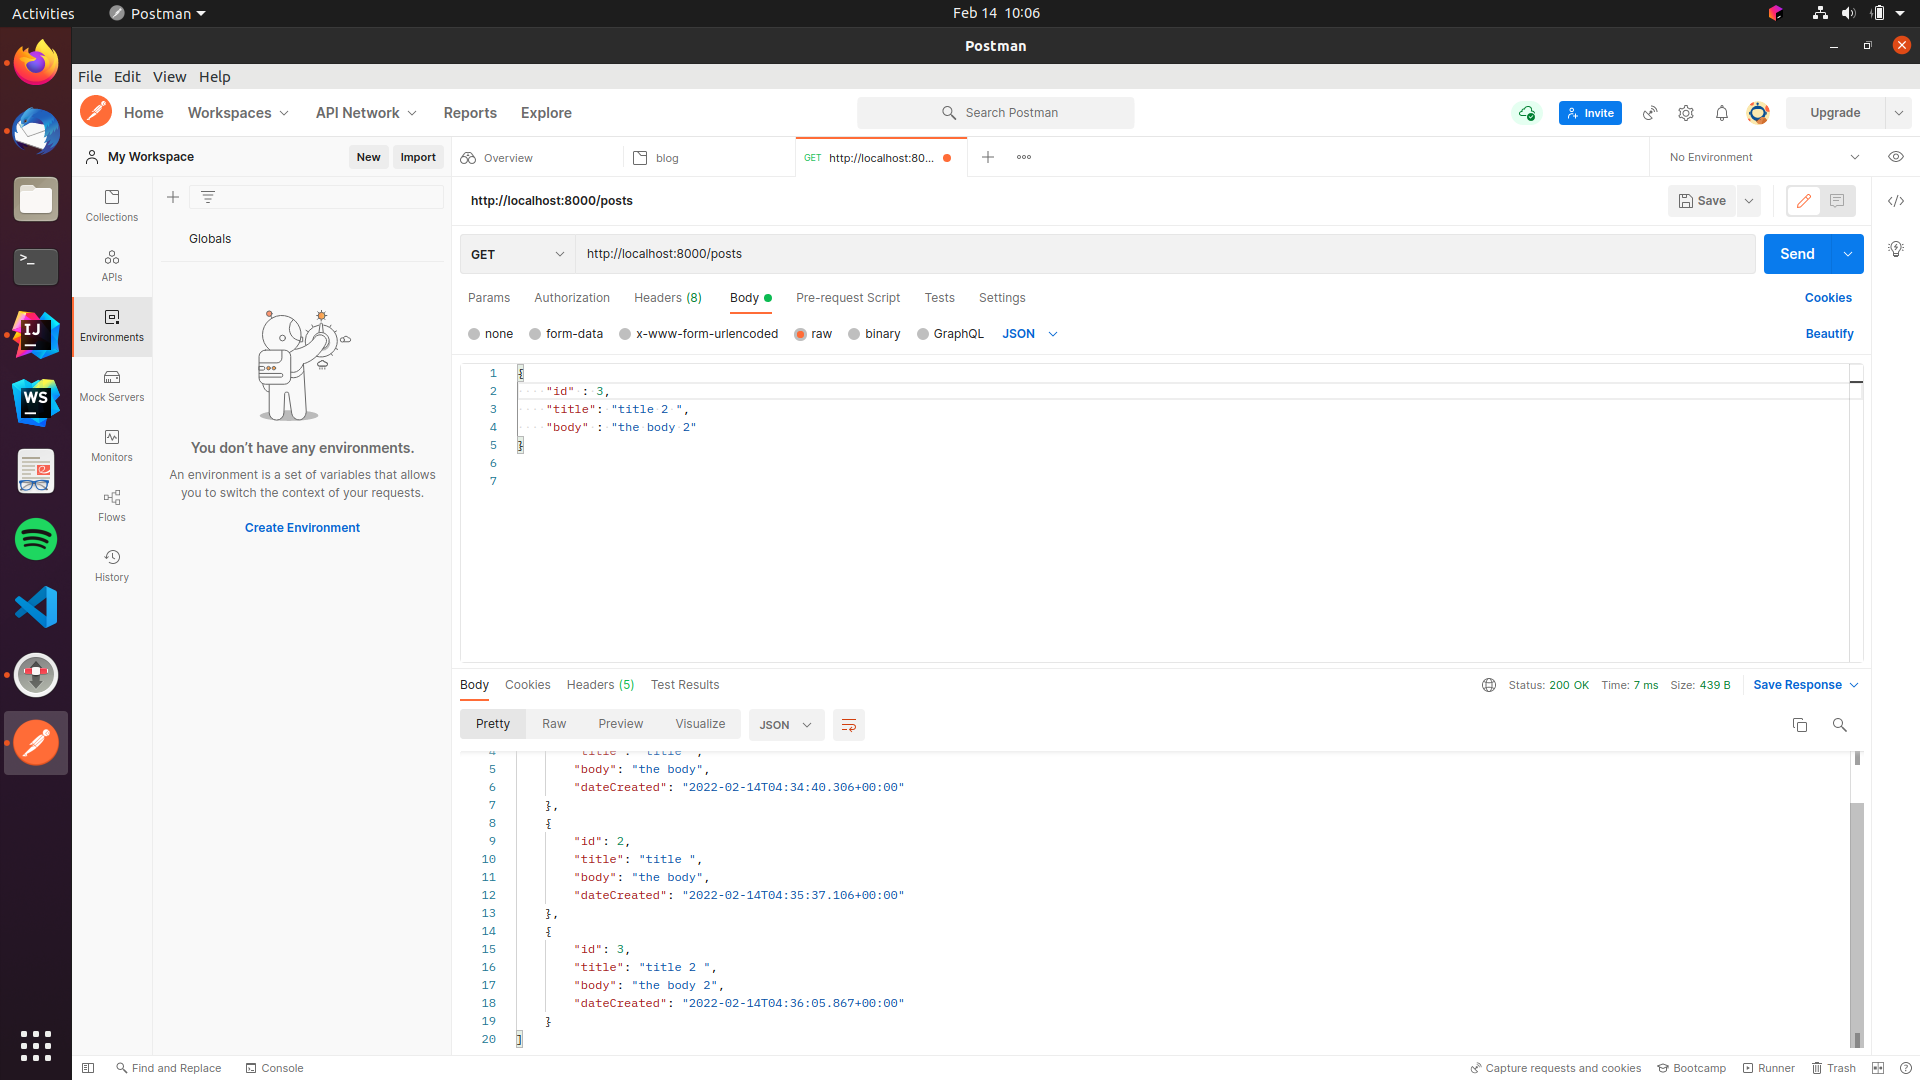 Activities
Postman
Feb 14 10:06
Postman
File Edit View Help
Home
Workspaces
API Network
Reports
Explore
Search Postman
Invite
Upgrade
My Workspace
New
Import
Overview
blog
GET http://localhost:80...
No Environment
Collections
APIs
Environments
Mock Servers
Monitors
Flows
History
Globals
You don't have any environments.
An environment is a set of variables that allows
you to switch the context of your requests.
Create Environment
http://localhost:8000/posts
Save
GET
http://localhost:8000/posts
Send
Params
Authorization
Headers (8)
Body
Pre-request Script
Tests
Settings
Cookies
none
form-data
x-www-form-urlencoded
raw
binary
GraphQL
JSON
Beautify
1 {
2 "id" : 3,
3 "title": "title 2 ",
4 "body" : "the body 2"
5 }
6
7
Body
Cookies
Headers (5)
Test Results
Status: 200 OK
Time: 7 ms
Size: 439 B
Save Response
Pretty
Raw
Preview
Visualize
JSON
4 "title": "title ",
5 "body": "the body",
6 "dateCreated": "2022-02-14T04:34:40.306+00:00"
7 },
8 {
9 "id": 2,
10 "title": "title ",
11 "body": "the body",
12 "dateCreated": "2022-02-14T04:35:37.106+00:00"
13 },
14 {
15 "id": 3,
16 "title": "title 2 ",
17 "body": "the body 2",
18 "dateCreated": "2022-02-14T04:36:05.867+00:00"
19 }
20 ]
Find and Replace
Console
Capture requests and cookies
Bootcamp
Runner
Trash
IJ
WS